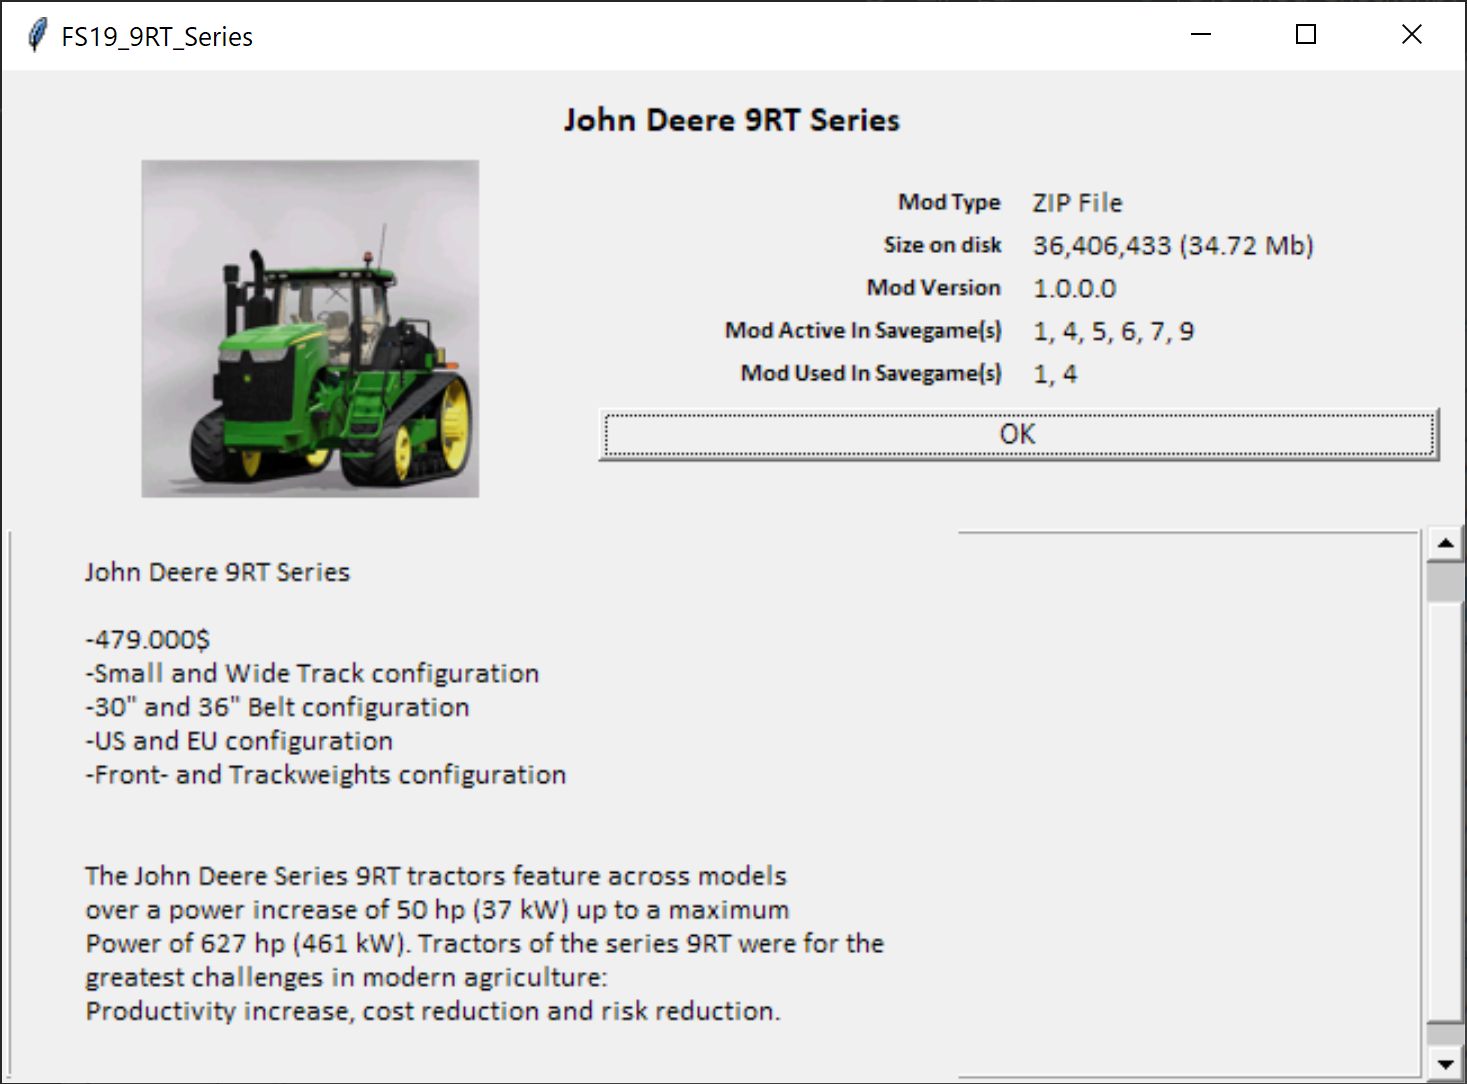 FS19_9RT_Series
John Deere 9RT Series
Mod Type ZIP File
Size on disk 36,406,433 (34.72 Mb)
Mod Version 1.0.0.0
Mod Active In Savegame(s) 1, 4, 5, 6, 7, 9
Mod Used In Savegame(s) 1, 4
OK
John Deere 9RT Series
-479.000$
-Small and Wide Track configuration
-30" and 36" Belt configuration
-US and EU configuration
-Front- and Trackweights configuration
The John Deere Series 9RT tractors feature across models
over a power increase of 50 hp (37 kW) up to a maximum
Power of 627 hp (461 kW). Tractors of the series 9RT were for the
greatest challenges in modern agriculture:
Productivity increase, cost reduction and risk reduction.